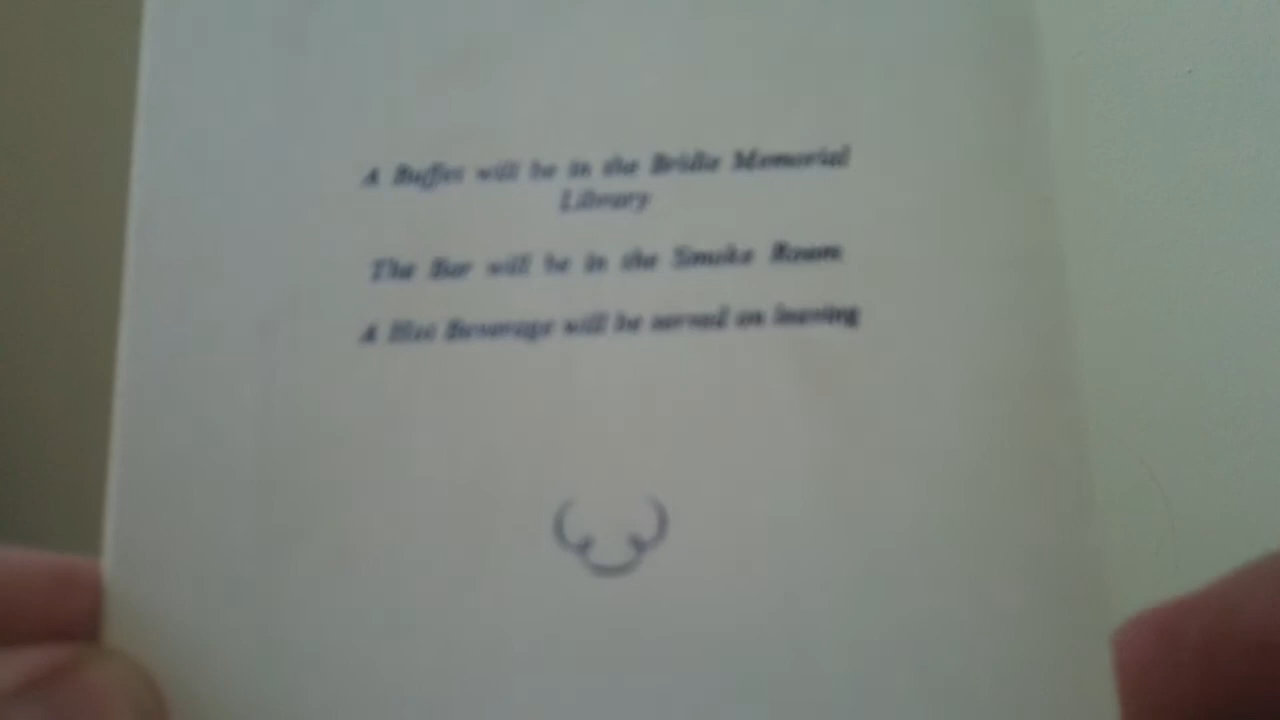 A Buffet will be in the Bridie Memorial
Library
The Bar will be in the Smoke Room
A Hot Beverage will be served on leaving